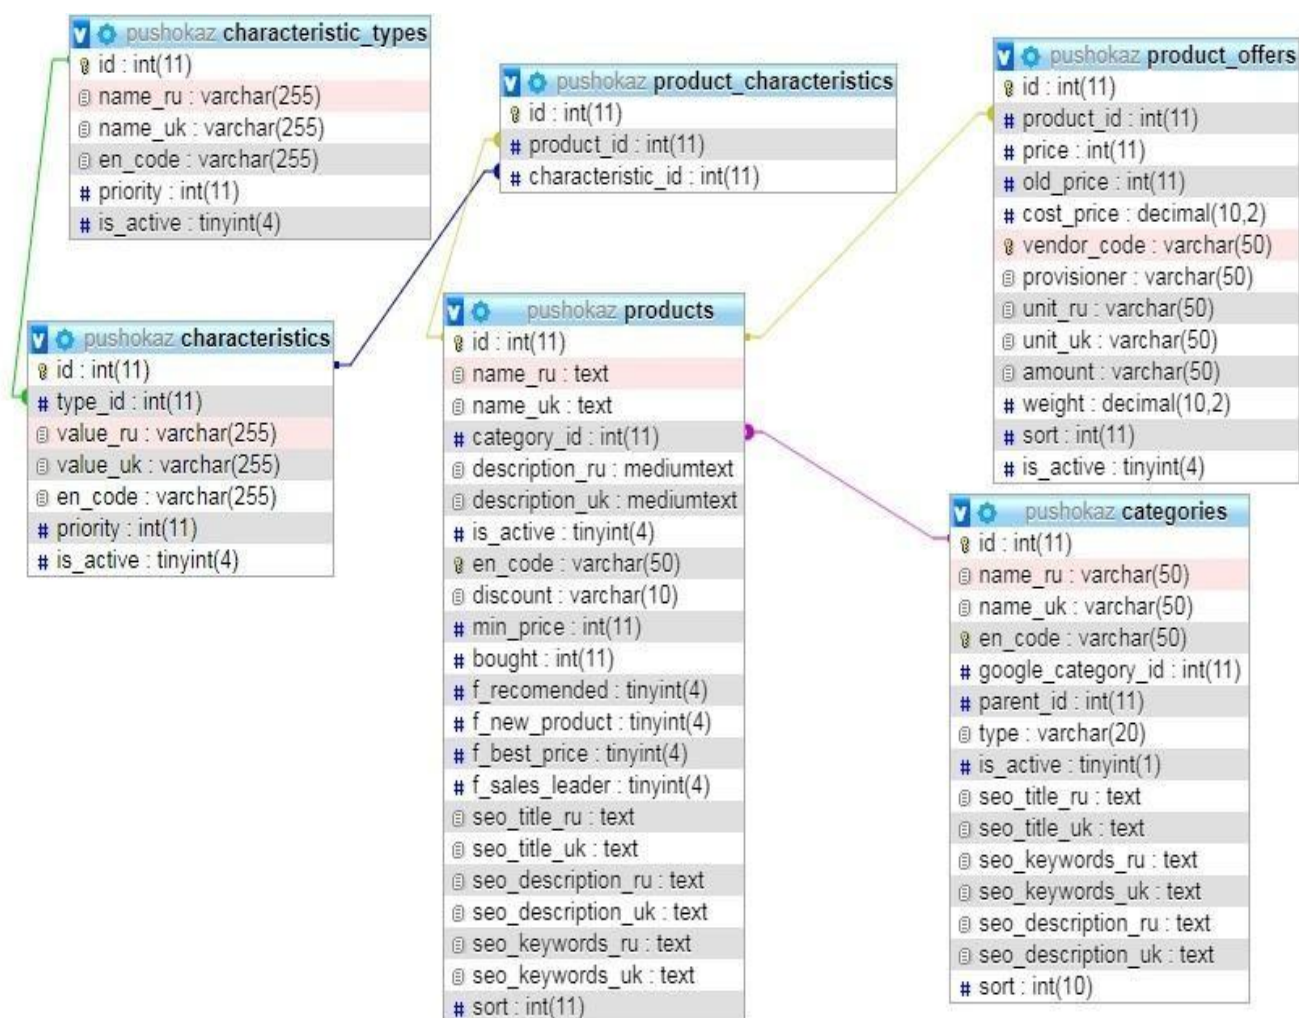 pushokaz characteristic_types
id : int(11)
name_ru : varchar(255)
name_uk : varchar(255)
en_code : varchar(255)
# priority : int(11)
# is_active : tinyint(4)
pushokaz product_characteristics
id : int(11)
# product_id : int(11)
# characteristic_id : int(11)
pushokaz product_offers
id : int(11)
# product_id : int(11)
# price : int(11)
# old_price : int(11)
# cost_price : decimal(10,2)
vendor_code : varchar(50)
provisioner : varchar(50)
unit_ru : varchar(50)
unit_uk : varchar(50)
amount : varchar(50)
# weight : decimal(10,2)
# sort : int(11)
# is_active : tinyint(4)
pushokaz characteristics
id : int(11)
# type_id : int(11)
value_ru : varchar(255)
value_uk : varchar(255)
en_code : varchar(255)
# priority : int(11)
# is_active : tinyint(4)
pushokaz products
id : int(11)
name_ru : text
name_uk : text
# category_id : int(11)
description_ru : mediumtext
description_uk : mediumtext
# is_active : tinyint(4)
en_code : varchar(50)
discount : varchar(10)
# min_price : int(11)
# bought : int(11)
# f_recomended : tinyint(4)
# f_new_product : tinyint(4)
# f_best_price : tinyint(4)
# f_sales_leader : tinyint(4)
seo_title_ru : text
seo_title_uk : text
seo_description_ru : text
seo_description_uk : text
seo_keywords_ru : text
seo_keywords_uk : text
# sort : int(11)
pushokaz categories
id : int(11)
name_ru : varchar(50)
name_uk : varchar(50)
en_code : varchar(50)
# google_category_id : int(11)
# parent_id : int(11)
type : varchar(20)
# is_active : tinyint(1)
seo_title_ru : text
seo_title_uk : text
seo_keywords_ru : text
seo_keywords_uk : text
seo_description_ru : text
seo_description_uk : text
# sort : int(10)